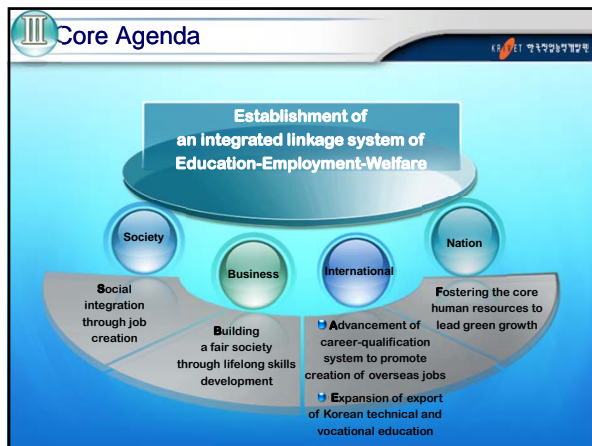 III Core Agenda
KRIVET 한국직업능력개발원
Establishment of
an integrated linkage system of
Education-Employment-Welfare
Society
Business
International
Nation
Social
integration
through job
creation
Building
a fair society
through lifelong skills
development
Advancement of
career-qualification
system to promote
creation of overseas jobs
Expansion of export
of Korean technical and
vocational education
Fostering the core
human resources to
lead green growth